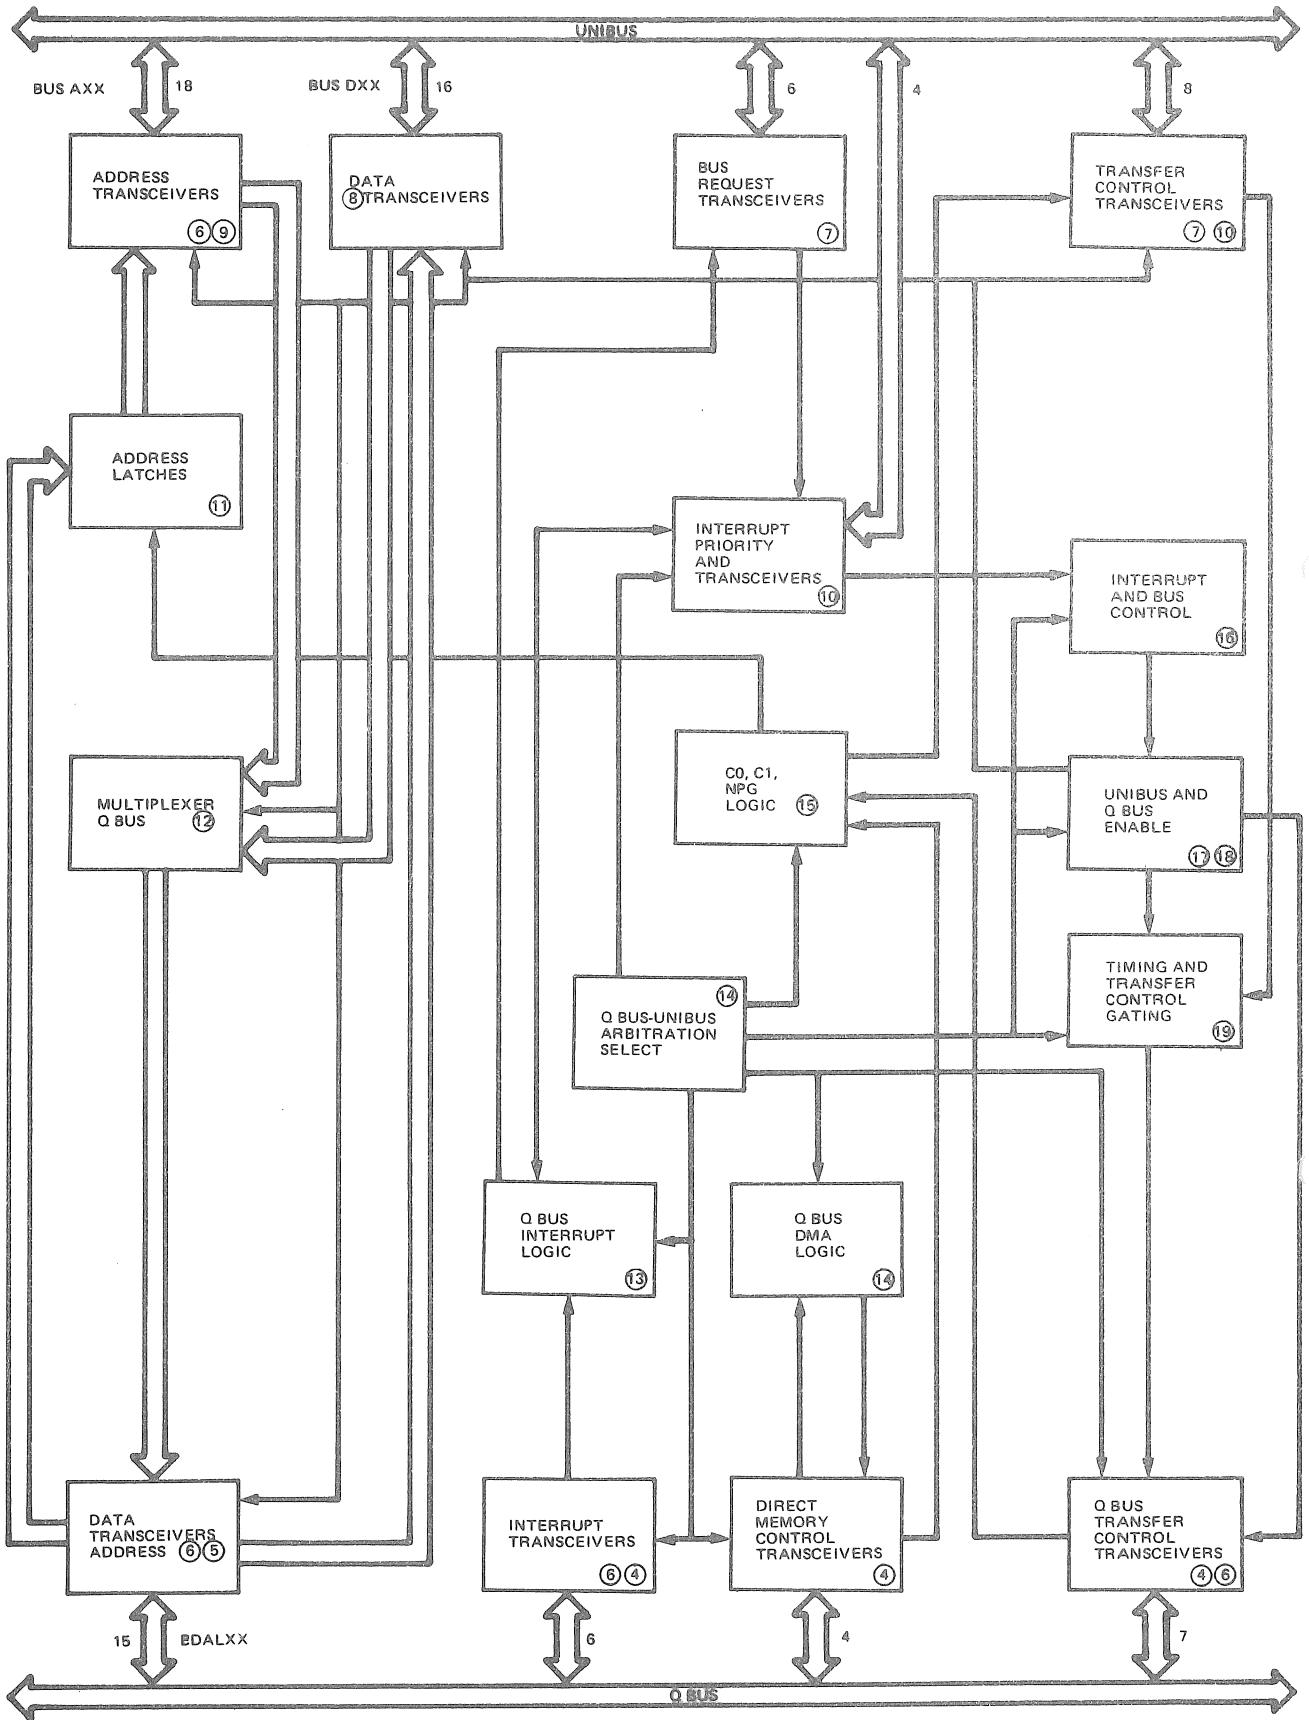 UNIBUS
BUS AXX
18
BUS DXX
16
6
4
8
ADDRESS
TRANSCEIVERS
6 9
DATA
8 TRANSCEIVERS
BUS
REQUEST
TRANSCEIVERS
7
TRANSFER
CONTROL
TRANSCEIVERS
7 10
ADDRESS
LATCHES
11
INTERRUPT
PRIORITY
AND
TRANSCEIVERS
10
INTERRUPT
AND BUS
CONTROL
16
MULTIPLEXER
Q BUS 12
C0, C1,
NPG
LOGIC 15
UNIBUS AND
Q BUS
ENABLE
17 18
14
Q BUS-UNIBUS
ARBITRATION
SELECT
TIMING AND
TRANSFER
CONTROL
GATING
19
Q BUS
INTERRUPT
LOGIC
13
Q BUS
DMA
LOGIC
14
DATA
TRANSCEIVERS
ADDRESS 6 5
INTERRUPT
TRANSCEIVERS
6 4
DIRECT
MEMORY
CONTROL
TRANSCEIVERS
4
Q BUS
TRANSFER
CONTROL
TRANSCEIVERS
4 6
15
BDALXX
6
4
7
Q BUS